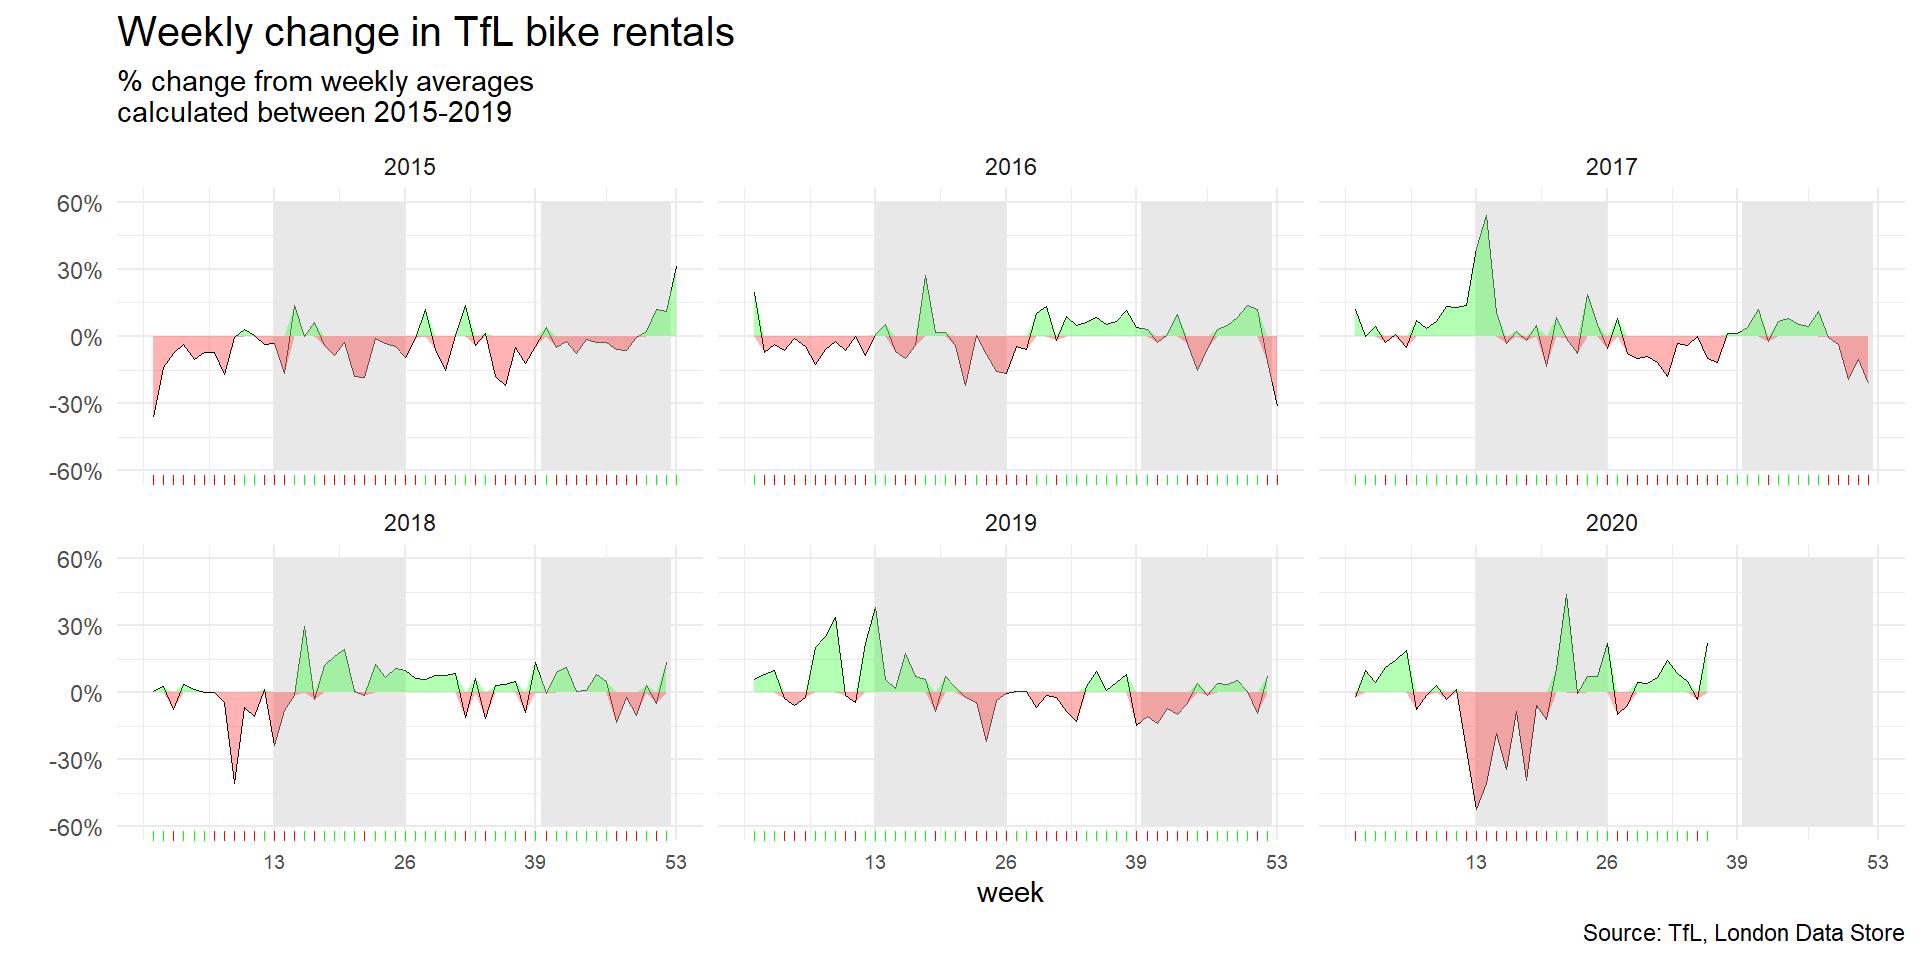 Weekly change in TfL bike rentals
% change from weekly averages
calculated between 2015-2019
2015 2016 2017
60%
30%
0%
-30%
-60%
2018 2019 2020
60%
30%
0%
-30%
-60%
13 26 39 53 13 26 39 53 13 26 39 53
week
Source: TfL, London Data Store